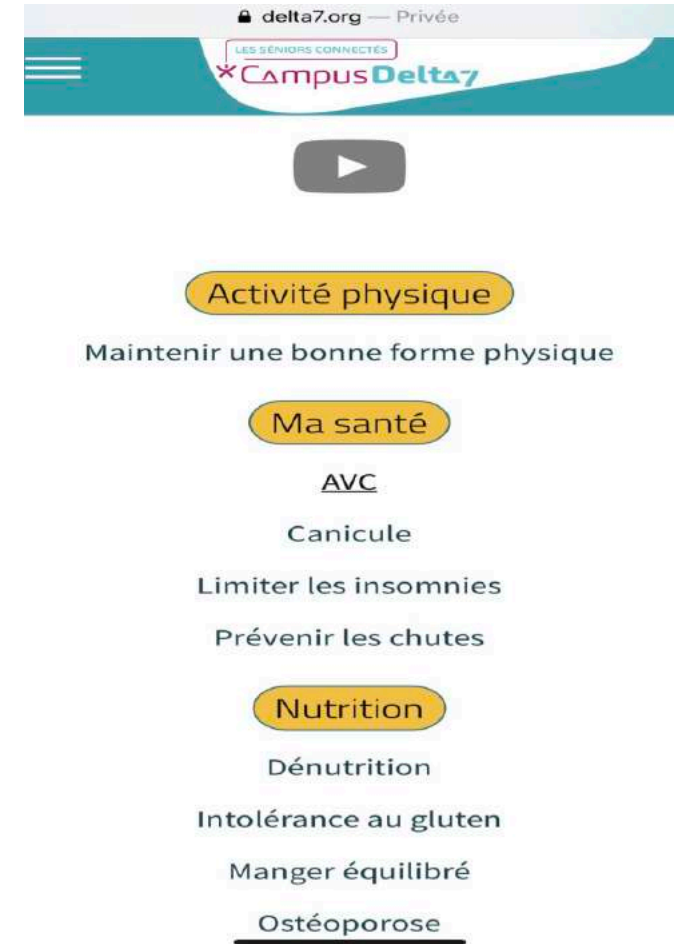 delta7.org — Privée
LES SÉNIORS CONNECTÉS
CAmpusDelta7
Activité physique
Maintenir une bonne forme physique
Ma santé
AVC
Canicule
Limiter les insomnies
Prévenir les chutes
Nutrition
Dénutrition
Intolérance au gluten
Manger équilibré
Ostéoporose